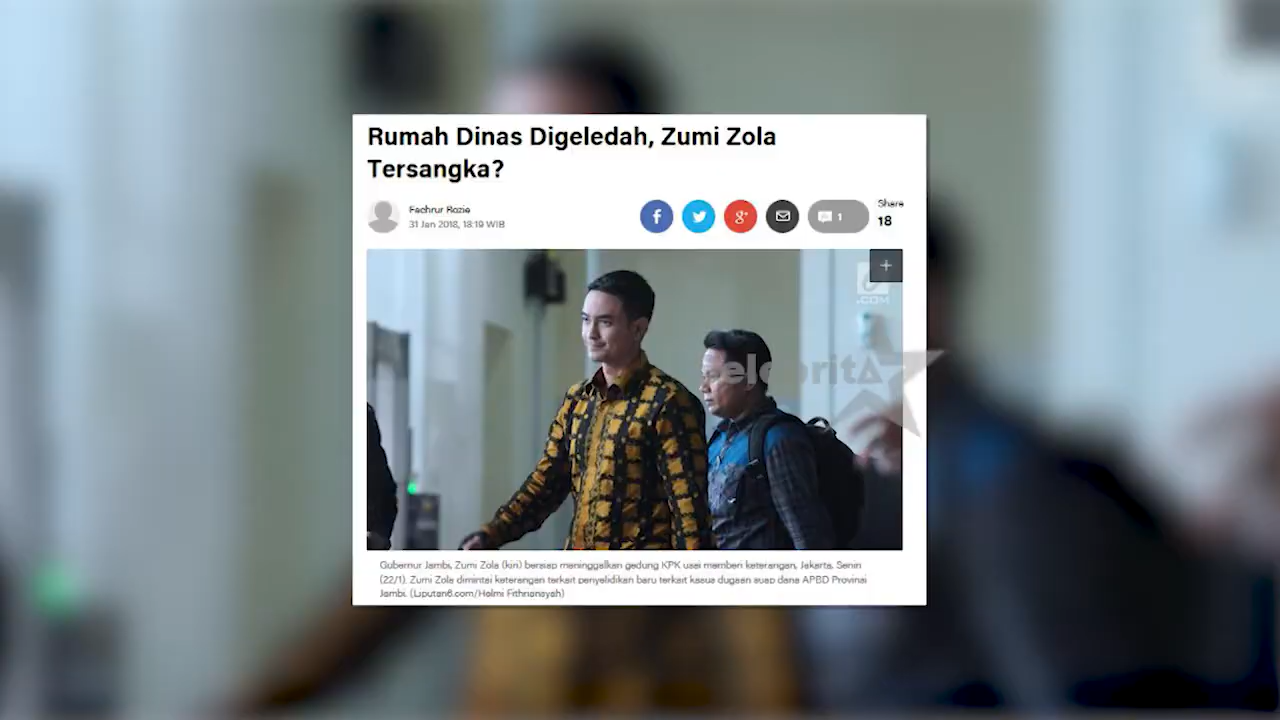 Rumah Dinas Digeledah, Zumi Zola
Tersangka?
Fachrur Rozie
31 Jan 2018, 18:19 WIB
1
Share
18
.COM
elebrita
Gubernur Jambi, Zumi Zola (kiri) bersiap meninggalkan gedung KPK usai memberi keterangan, Jakarta, Senin
(22/1). Zumi Zola dimintai keterangan terkait penyelidikan baru terkait kasus dugaan suap dana APBD Provinsi
Jambi. (Liputan6.com/Helmi Fithriansyah)